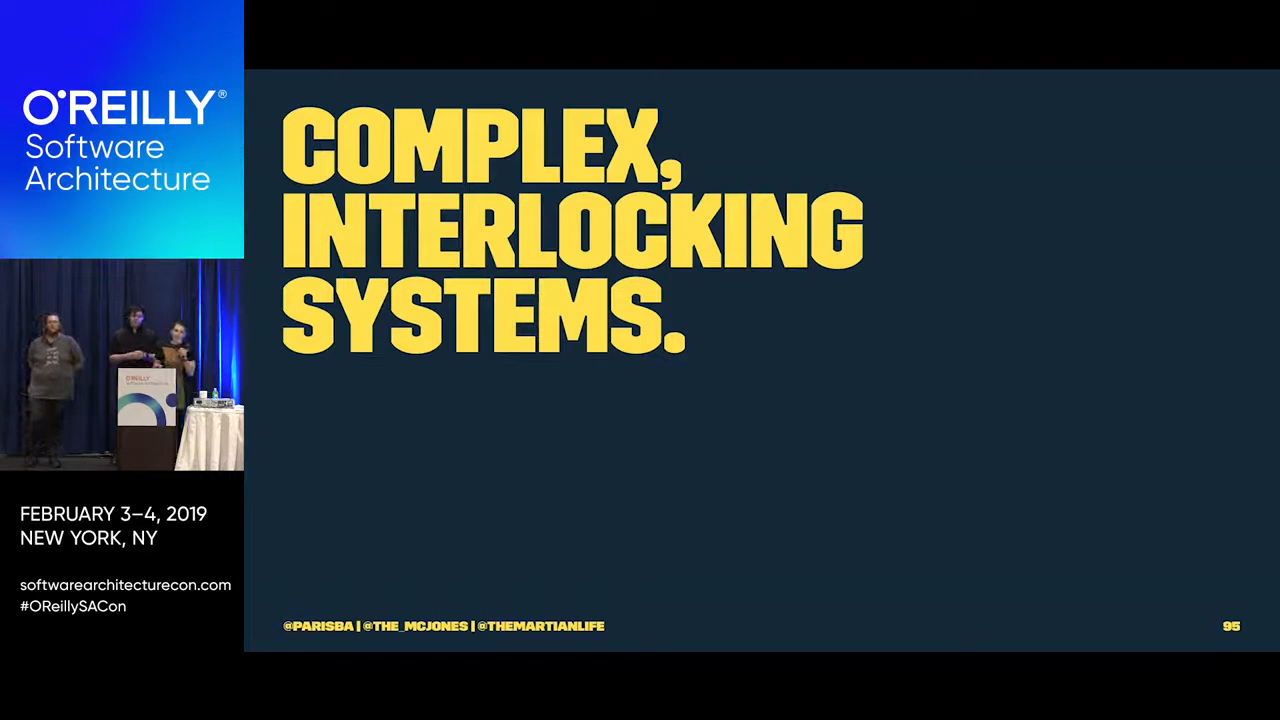 O'REILLY®
Software
Architecture
COMPLEX,
INTERLOCKING
SYSTEMS.
O'REILLY
FEBRUARY 3–4, 2019
NEW YORK, NY
softwarearchitecturecon.com
#OReillySACon
@PARISBA | @THE_MCJONES | @THEMARTIANLIFE
95